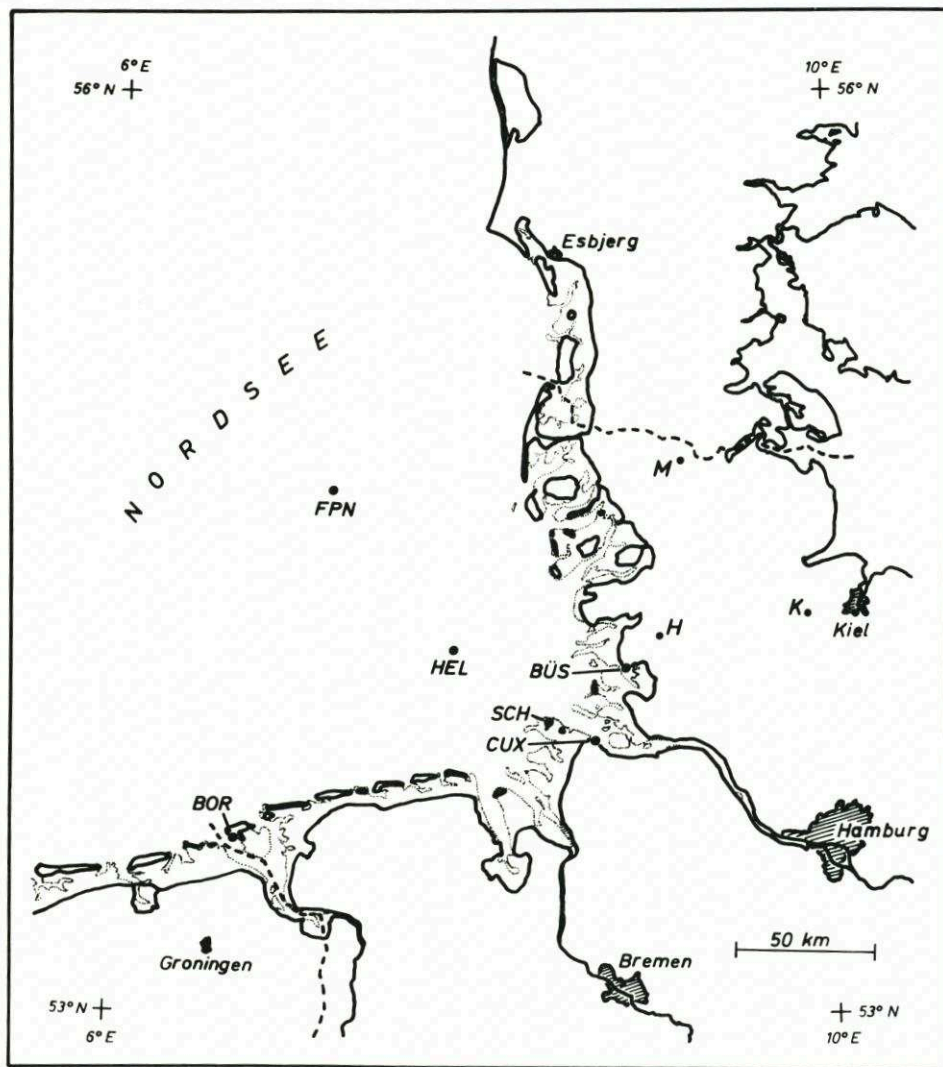 6° E
56° N
10° E
56° N
Esbjerg
NORDSEE
M
FPN
K
Kiel
H
HEL
BÜS
SCH
CUX
BOR
Hamburg
50 km
Groningen
Bremen
53° N
6° E
53° N
10° E